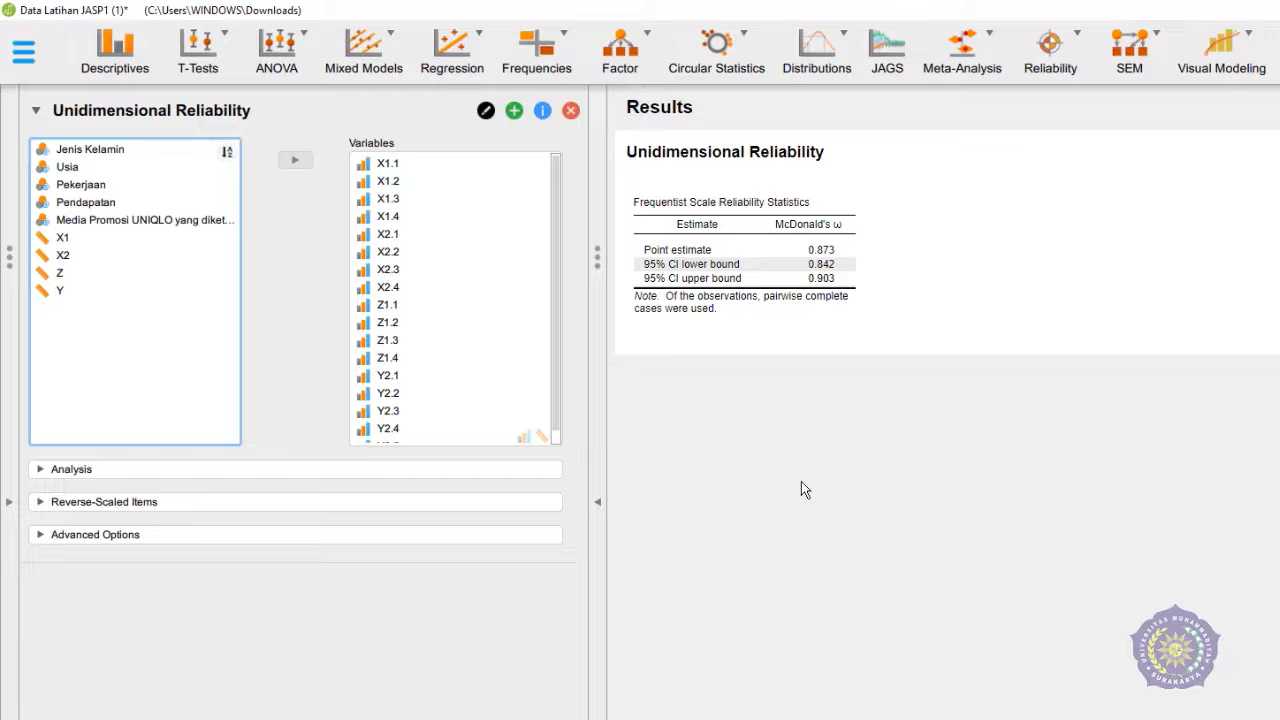 Data Latihan JASP1 (1)* (C:\Users\WINDOWS\Downloads)
Descriptives
T-Tests
ANOVA
Mixed Models
Regression
Frequencies
Factor
Circular Statistics
Distributions
JAGS
Meta-Analysis
Reliability
SEM
Visual Modeling
Unidimensional Reliability
Jenis Kelamin
Usia
Pekerjaan
Pendapatan
Media Promosi UNIQLO yang diket...
X1
X2
Z
Y
Variables
X1.1
X1.2
X1.3
X1.4
X2.1
X2.2
X2.3
X2.4
Z1.1
Z1.2
Z1.3
Z1.4
Y2.1
Y2.2
Y2.3
Y2.4
Analysis
Reverse-Scaled Items
Advanced Options
Results
Unidimensional Reliability
Frequentist Scale Reliability Statistics
Estimate McDonald's ω
Point estimate 0.873
95% CI lower bound 0.842
95% CI upper bound 0.903
Note. Of the observations, pairwise complete
cases were used.
UNIVERSITAS MUHAMMADIYAH
SURAKARTA